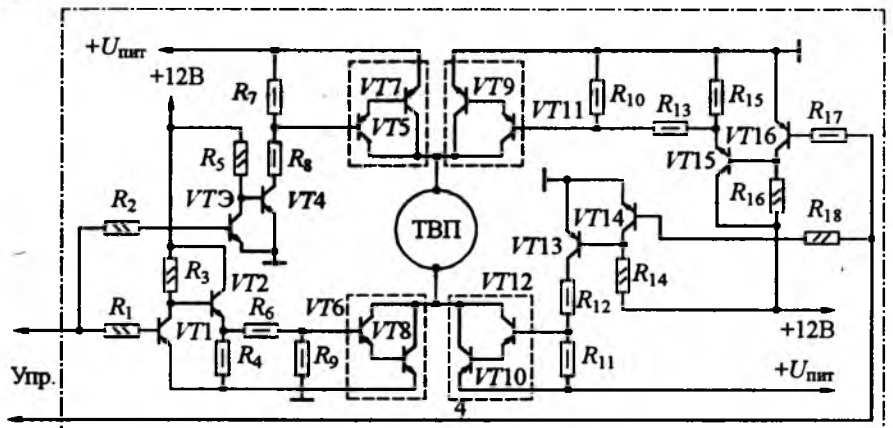 +Uпит
+12В
R7
VT7
VT9
VT5
VT11
R10
R13
R15
VT16
R17
R5
R8
VT15
R2
VTЭ
VT4
ТВП
VT14
R16
R18
VT13
R3
VT2
R14
R12
VT12
R1
VT1
R6
VT6
VT8
+12В
R4
R9
VT10
R11
Упр.
+Uпит
4